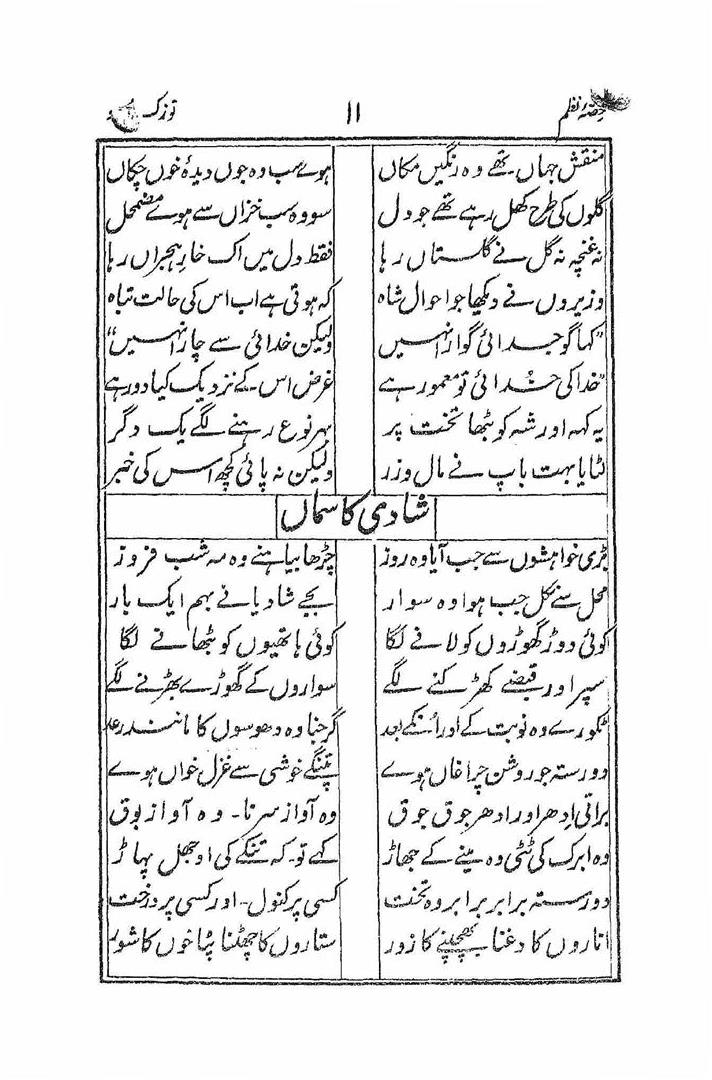 حصۂ نظم ۱۱ توزک
منقش جہاں تھے وہ رنگیں مکاں ہوے سب وہ جوں دیدۂ خوں چکاں
گلوں کی طرح کھل رہے تھے جو دل سو وہ سب خزاں سے ہوے مضمحل
نہ غنچہ نہ گل نے گلستاں رہا فقط دل میں اک خارِ ہجراں رہا
وزیروں نے دیکھا جو احوال شاہ کہ ہوتی ہے اب اس کی حالت تباہ
"کہا گو جدائی گوارا نہیں ولیکن خدائی سے چارا نہیں"
"خدا کی خدائی تو معمور ہے غرض اس کے نزدیک کیا دور ہے
یہ کہہ اور شہ کو بٹھا تخت پر بہر نوع رہنے لگے یک دگر
لٹایا بہت باپ نے مال و زر ولیکن نہ پائی کچھ اس کی خبر
شادی کا سماں
بڑی خواہشوں سے جب آیا وہ روز چڑھا بیاہنے وہ مہ شب فروز
محل سے نکل جب ہوا وہ سوار بجے شادیانے بہم ایک بار
کوئی دوڑ گھوڑوں کو لانے لگا کوئی ہاتھیوں کو بٹھانے لگا
سپر اور قبضے کھڑکنے لگے سواروں کے گھوڑے بھڑنے لگے
ٹکورے وہ نوبت کے اور اُنکے بعد گرجنا وہ دھوسوں کا مانند رعد
دو رستہ جو روشن چراغاں ہوے پتنگے خوشی سے غزل خواں ہوے
براتی اِدھر اور ادھر جوق جوق وہ آواز سرنا۔ وہ آواز بوق
وہ ابرک کی ٹٹی وہ مینے کے جھاڑ کہے تو۔ کہ تنکے کی اوجھل پہاڑ
دو رستہ برابر برابر وہ تخت کسی پر کنول۔ اور کسی پر درخت
اناروں کا دغنا بھچنپے کا زور ستاروں کا چھٹنا پٹاخوں کا شور